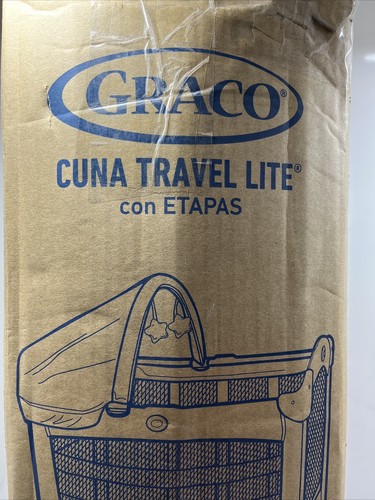 GRACO®
CUNA TRAVEL LITE®
con ETAPAS